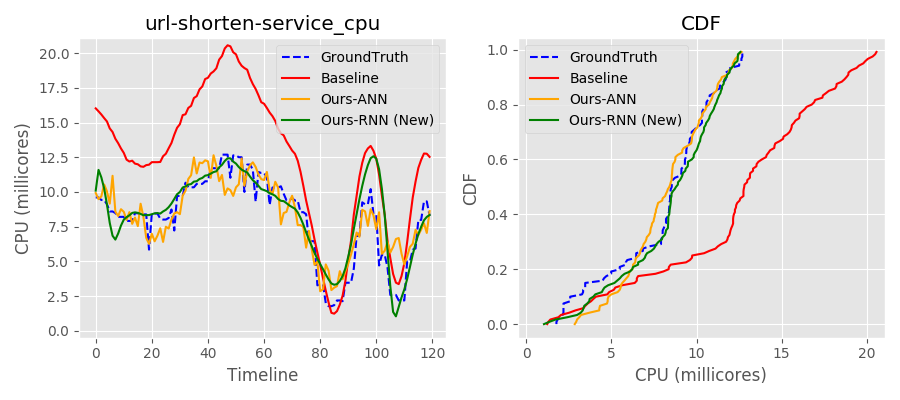 url-shorten-service_cpu
CPU (millicores)
20.0
17.5
15.0
12.5
10.0
7.5
5.0
2.5
0.0
GroundTruth
Baseline
Ours-ANN
Ours-RNN (New)
0 20 40 60 80 100 120
Timeline
CDF
CDF
1.0
0.8
0.6
0.4
0.2
0.0
GroundTruth
Baseline
Ours-ANN
Ours-RNN (New)
0 5 10 15 20
CPU (millicores)